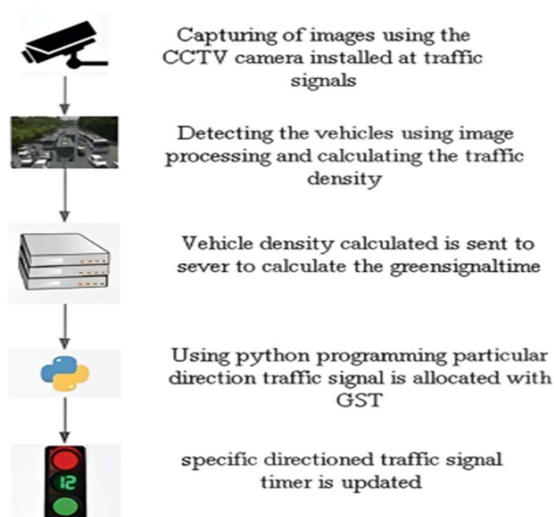 Capturing of images using the
CCTV camera installed at traffic
signals
Detecting the vehicles using image
processing and calculating the traffic
density
Vehicle density calculated is sent to
sever to calculate the greensignaltime
Using python programming particular
direction traffic signal is allocated with
GST
specific directioned traffic signal
timer is updated
12